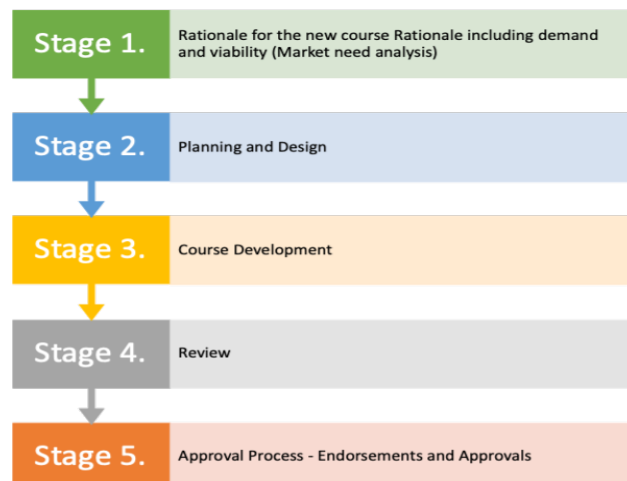 Stage 1.
Rationale for the new course Rationale including demand
and viability (Market need analysis)
Stage 2.
Planning and Design
Stage 3.
Course Development
Stage 4.
Review
Stage 5.
Approval Process - Endorsements and Approvals